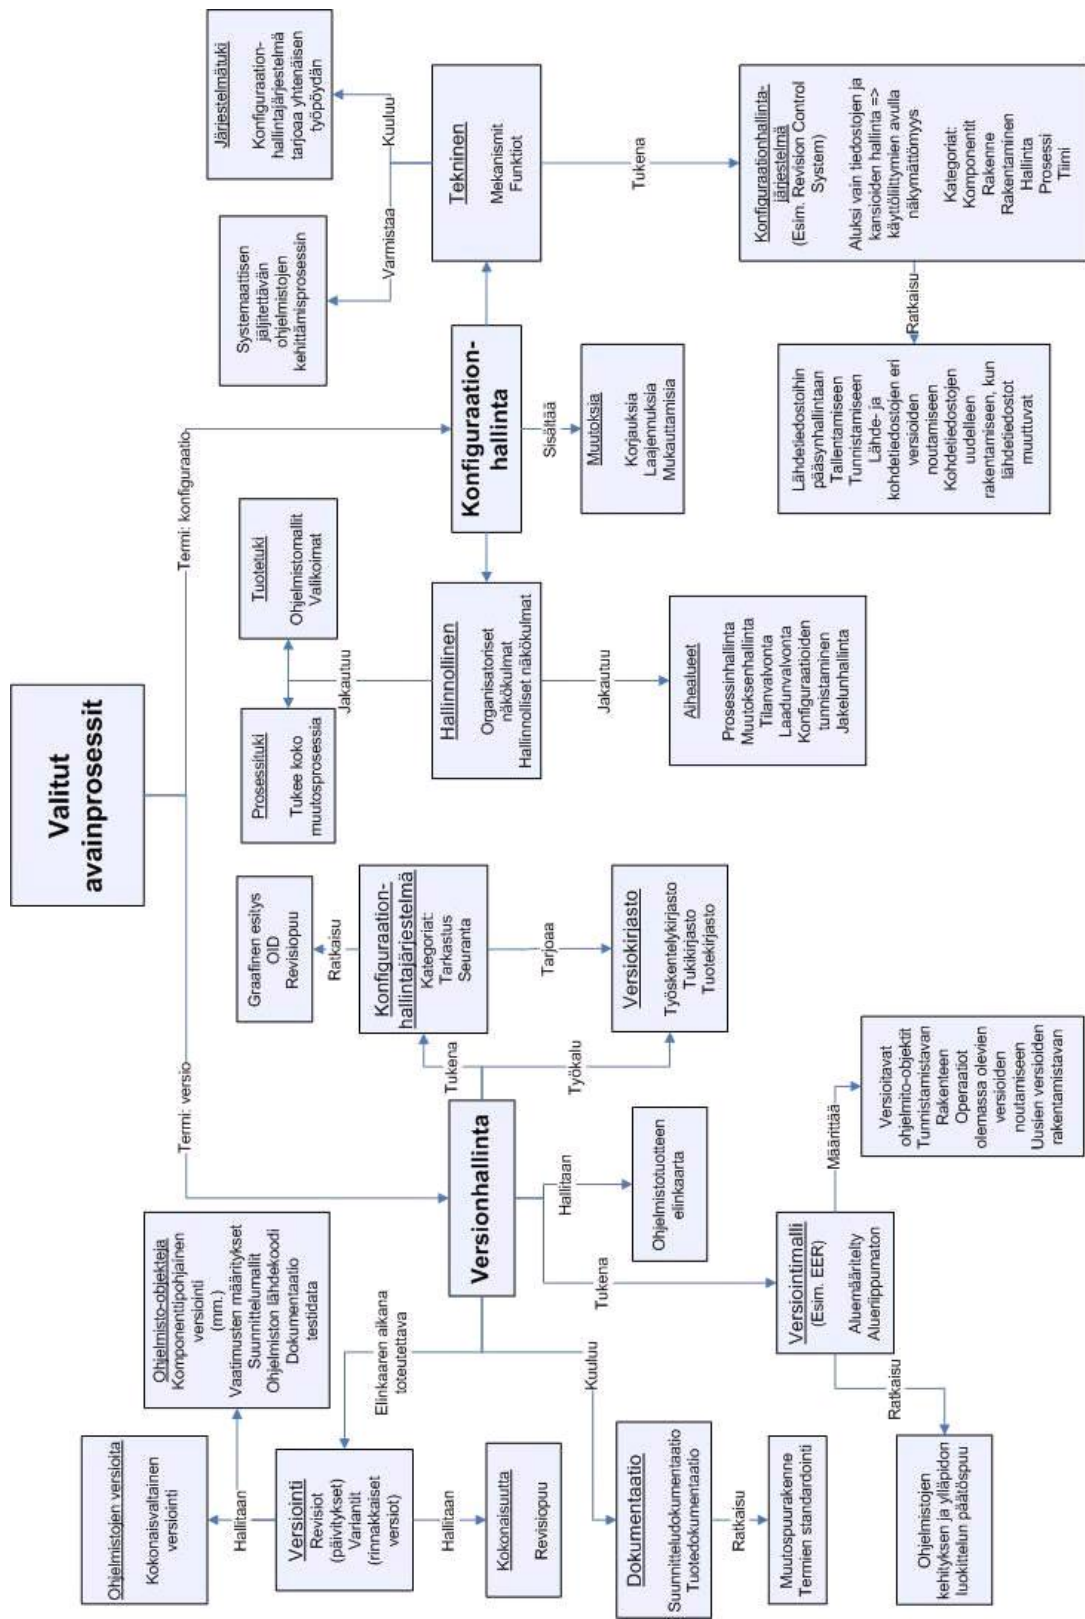 Valitut
avainprosessit
Termi: versio
Termi: konfiguraatio
Versionhallinta
Elinkaaren aikana
toteutettava
Versiointi
Revisiot
(päivitykset)
Variantit
(rinnakkaiset
versiot)
Hallitaan
Ohjelmistojen versioita
Kokonaisvaltainen
versiointi
Ohjelmisto-objekteja
Komponenttipohjainen
versiointi
(mm.)
Vaatimusten määritykset
Suunnittelumallit
Ohjelmiston lähdekoodi
Dokumentaatio
testidata
Hallitaan
Kokonaisuutta
Revisiopuu
Kuuluu
Dokumentaatio
Suunnitteludokumentaatio
Tuotedokumentaatio
Ratkaisu
Muutospuurakenne
Termien standardointi
Tukena
Versiointimalli
(Esim. EER)
Aluemääritelty
Alueriippumaton
Ratkaisu
Ohjelmistojen
kehityksen ja ylläpidon
luokittelun päätöspuu
Määrittää
Versioitavat
ohjelmito-objektit
Tunnistamistavan
Rakenteen
Operaatiot
olemassa olevien
versioiden
noutamiseen
Uusien versioiden
rakentamistavan
Hallitaan
Ohjelmistotuotteen
elinkaarta
Tukena
Konfiguraation-
hallintajärjestelmä
Kategoriat:
Tarkastus
Seuranta
Ratkaisu
Graafinen esitys
OID
Revisiopuu
Tarjoaa
Työkalu
Versiokirjasto
Työskentelykirjasto
Tukikirjasto
Tuotekirjasto
Konfiguraation-
hallinta
Hallinnollinen
Organisatoriset
näkökulmat
Hallinnolliset näkökulmat
Jakautuu
Prosessituki
Tukee koko
muutosprosessia
Tuotetuki
Ohjelmistomallit
Valikoimat
Jakautuu
Aihealueet
Prosessinhallinta
Muutoksenhallinta
Tilanvalvonta
Laadunvalvonta
Konfiguraatioiden
tunnistaminen
Jakelunhallinta
Sisältää
Muutoksia
Korjauksia
Laajennuksia
Mukauttamisia
Tekninen
Mekanismit
Funktiot
Varmistaa
Systemaattisen
jäljitettävän
ohjelmistojen
kehittämisprosessin
Kuuluu
Järjestelmätuki
Konfiguraation-
hallintajärjestelmä
tarjoaa yhtenäisen
työpöydän
Tukena
Konfiguraationhallinta-
järjestelmä
(Esim. Revision Control
System)
Aluksi vain tiedostojen ja
kansioiden hallinta =>
käyttöliittymien avulla
näkymättömyys
Kategoriat:
Komponentit
Rakenne
Rakentaminen
Hallinta
Prosessi
Tiimi
Ratkaisu
Lähdetiedostoihin
pääsynhallintaan
Tallentamiseen
Tunnistamiseen
Lähde- ja
kohdetiedostojen eri
versioiden
noutamiseen
Kohdetiedostojen
uudelleen
rakentamiseen, kun
lähdetiedostot
muuttuvat